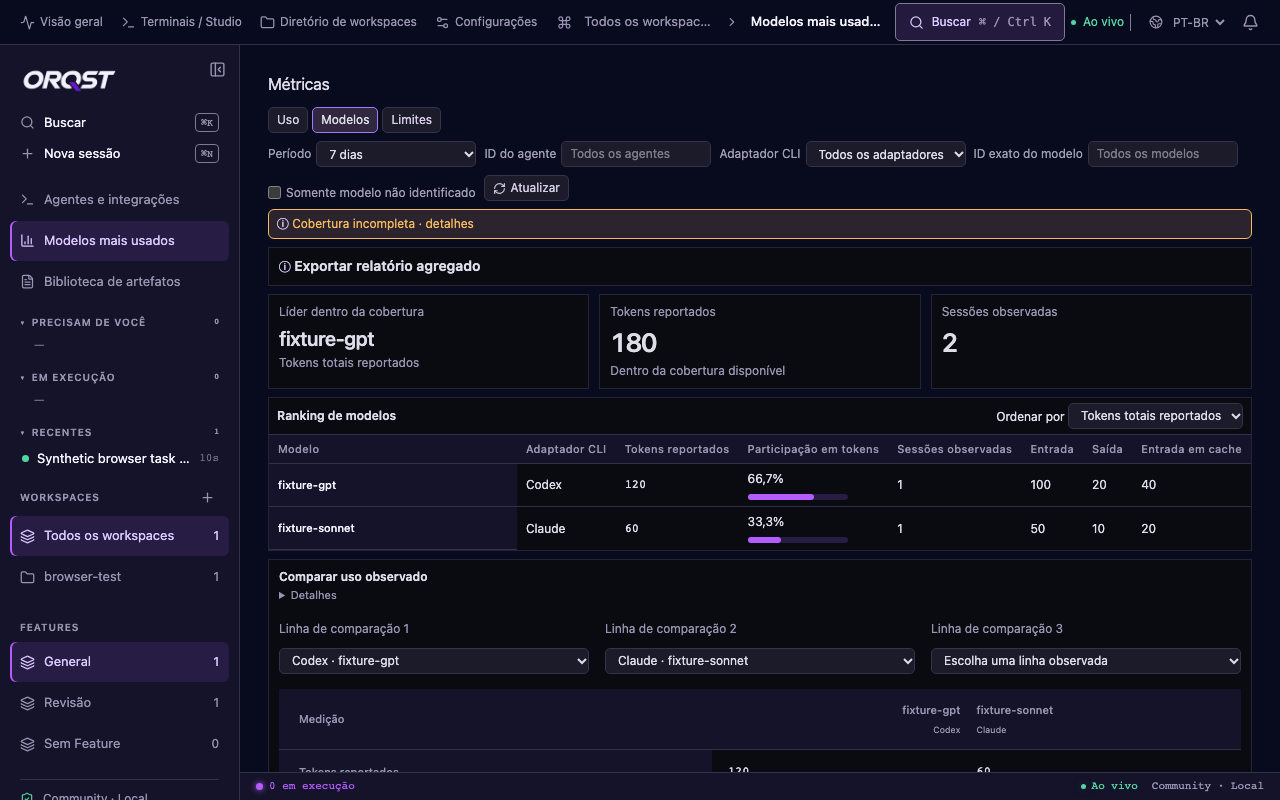 Visão geral
Terminais / Studio
Diretório de workspaces
Configurações
⌘ Todos os workspac... › Modelos mais usad...
Buscar ⌘ / Ctrl K
Ao vivo
PT-BR
ORQST
Buscar ⌘K
Nova sessão ⌘N
Agentes e integrações
Modelos mais usados
Biblioteca de artefatos
PRECISAM DE VOCÊ 0
—
EM EXECUÇÃO 0
—
RECENTES 1
Synthetic browser task ... 10s
WORKSPACES +
Todos os workspaces 1
browser-test 1
FEATURES
General 1
Revisão 1
Sem Feature 0
Community · Local
Métricas
Uso Modelos Limites
Período 7 dias ID do agente Todos os agentes Adaptador CLI Todos os adaptadores ID exato do modelo Todos os modelos
Somente modelo não identificado Atualizar
Cobertura incompleta · detalhes
Exportar relatório agregado
Líder dentro da cobertura
fixture-gpt
Tokens totais reportados
Tokens reportados
180
Dentro da cobertura disponível
Sessões observadas
2
Ranking de modelos
Ordenar por Tokens totais reportados
Modelo Adaptador CLI Tokens reportados Participação em tokens Sessões observadas Entrada Saída Entrada em cache
fixture-gpt Codex 120 66,7% 1 100 20 40
fixture-sonnet Claude 60 33,3% 1 50 10 20
Comparar uso observado
Detalhes
Linha de comparação 1 Linha de comparação 2 Linha de comparação 3
Codex · fixture-gpt Claude · fixture-sonnet Escolha uma linha observada
Medição fixture-gpt fixture-sonnet
Codex Claude
Tokens reportados 120 60
0 em execução
Ao vivo Community · Local